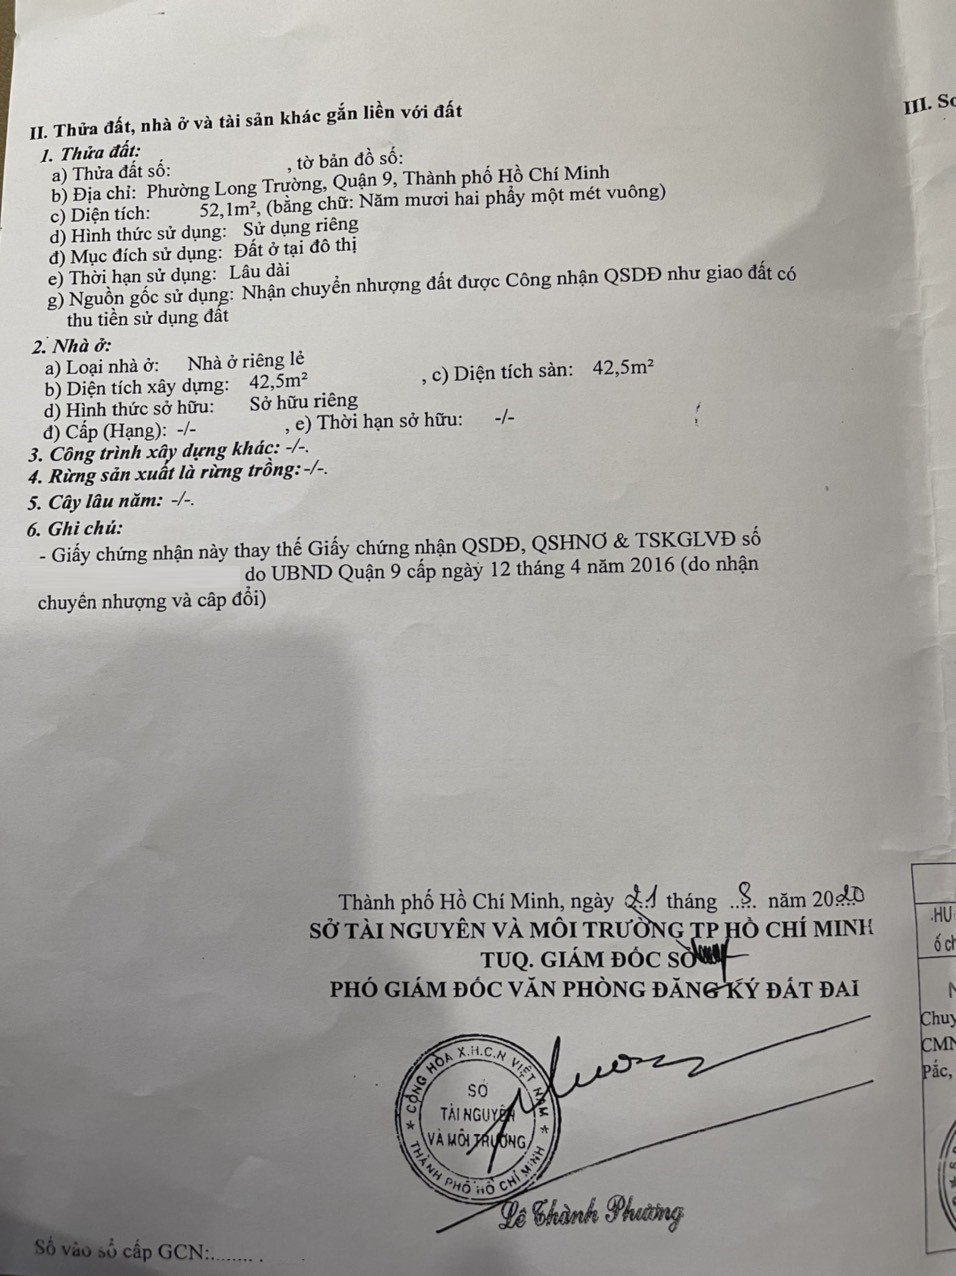 II. Thửa đất, nhà ở và tài sản khác gắn liền với đất
1. Thửa đất:
a) Thửa đất số: , tờ bản đồ số:
b) Địa chỉ: Phường Long Trường, Quận 9, Thành phố Hồ Chí Minh
c) Diện tích: 52,1m², (bằng chữ: Năm mươi hai phẩy một mét vuông)
d) Hình thức sử dụng: Sử dụng riêng
đ) Mục đích sử dụng: Đất ở tại đô thị
e) Thời hạn sử dụng: Lâu dài
g) Nguồn gốc sử dụng: Nhận chuyển nhượng đất được Công nhận QSDĐ như giao đất có
thu tiền sử dụng đất
2. Nhà ở:
a) Loại nhà ở: Nhà ở riêng lẻ
b) Diện tích xây dựng: 42,5m² , c) Diện tích sàn: 42,5m²
d) Hình thức sở hữu: Sở hữu riêng
đ) Cấp (Hạng): -/- , e) Thời hạn sở hữu: -/-
3. Công trình xây dựng khác: -/-.
4. Rừng sản xuất là rừng trồng: -/-.
5. Cây lâu năm: -/-.
6. Ghi chú:
- Giấy chứng nhận này thay thế Giấy chứng nhận QSDĐ, QSHNƠ & TSKGLVĐ số
do UBND Quận 9 cấp ngày 12 tháng 4 năm 2016 (do nhận
chuyển nhượng và cấp đổi)
Thành phố Hồ Chí Minh, ngày 21 tháng 8 năm 2020
SỞ TÀI NGUYÊN VÀ MÔI TRƯỜNG TP HỒ CHÍ MINH
TUQ. GIÁM ĐỐC SỞ
PHÓ GIÁM ĐỐC VĂN PHÒNG ĐĂNG KÝ ĐẤT ĐAI
CỘNG HÒA X.H.C.N VIỆT NAM
SỞ
TÀI NGUYÊN
VÀ MÔI TRƯỜNG
THÀNH PHỐ HỒ CHÍ MINH
Lê Thành Phương
Số vào sổ cấp GCN:........
III. Sơ
HU
ố ch
Chuy
CMN
Pắc,